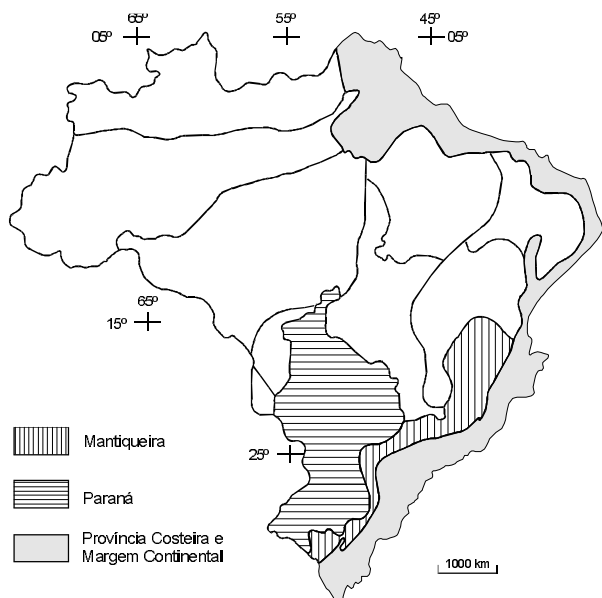 65º
55º
45º
05º
05º
65º
15º
25º
Mantiqueira
Paraná
Província Costeira e
Margem Continental
1000 km